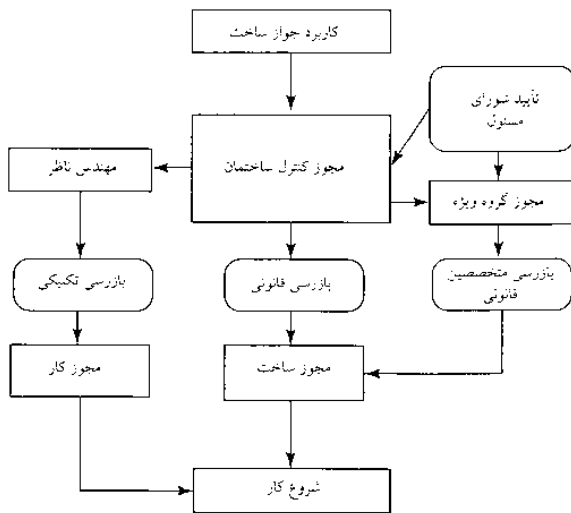 کاربرد جواز ساخت
تأیید شورای
مسئول
مجوز کنترل ساختمان
مهندس ناظر
مجوز گروه ویژه
بازرسی متخصصین
قانونی
بازرسی قانونی
بازرسی تکنیکی
مجوز ساخت
مجوز کار
شروع کار